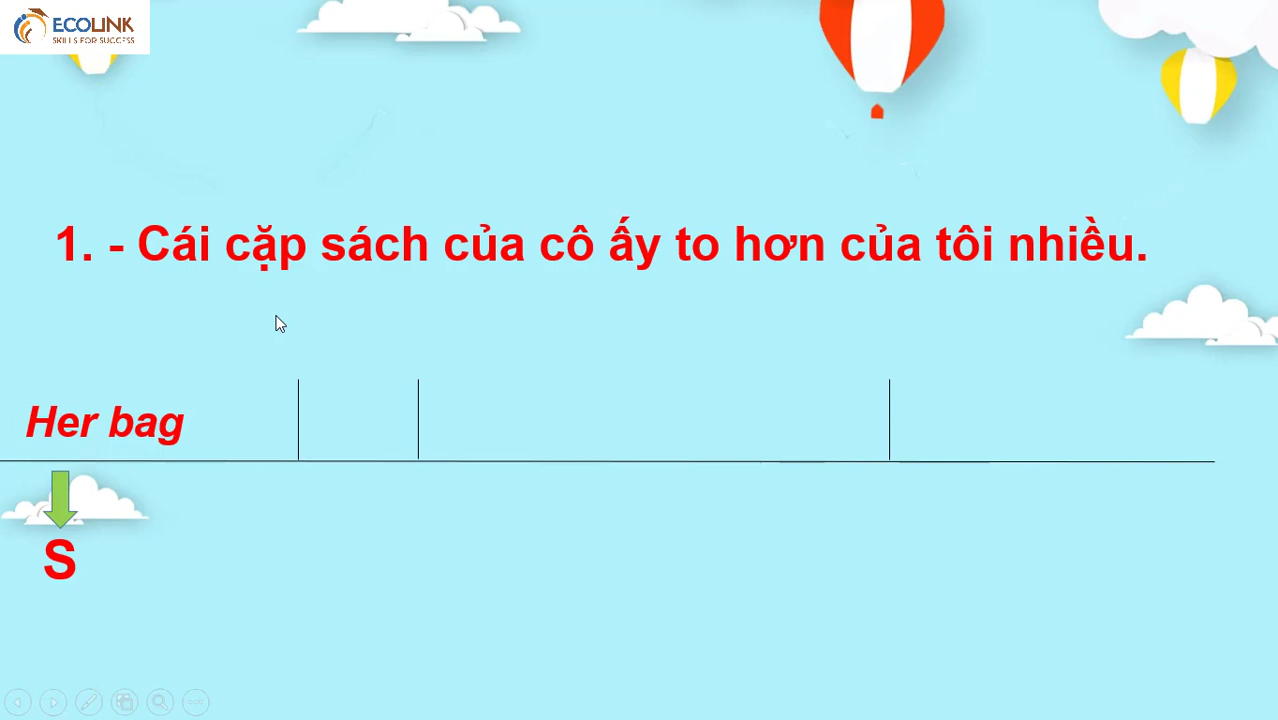 ECOLINK
SKILLS FOR SUCCESS
1. - Cái cặp sách của cô ấy to hơn của tôi nhiều.
Her bag
S